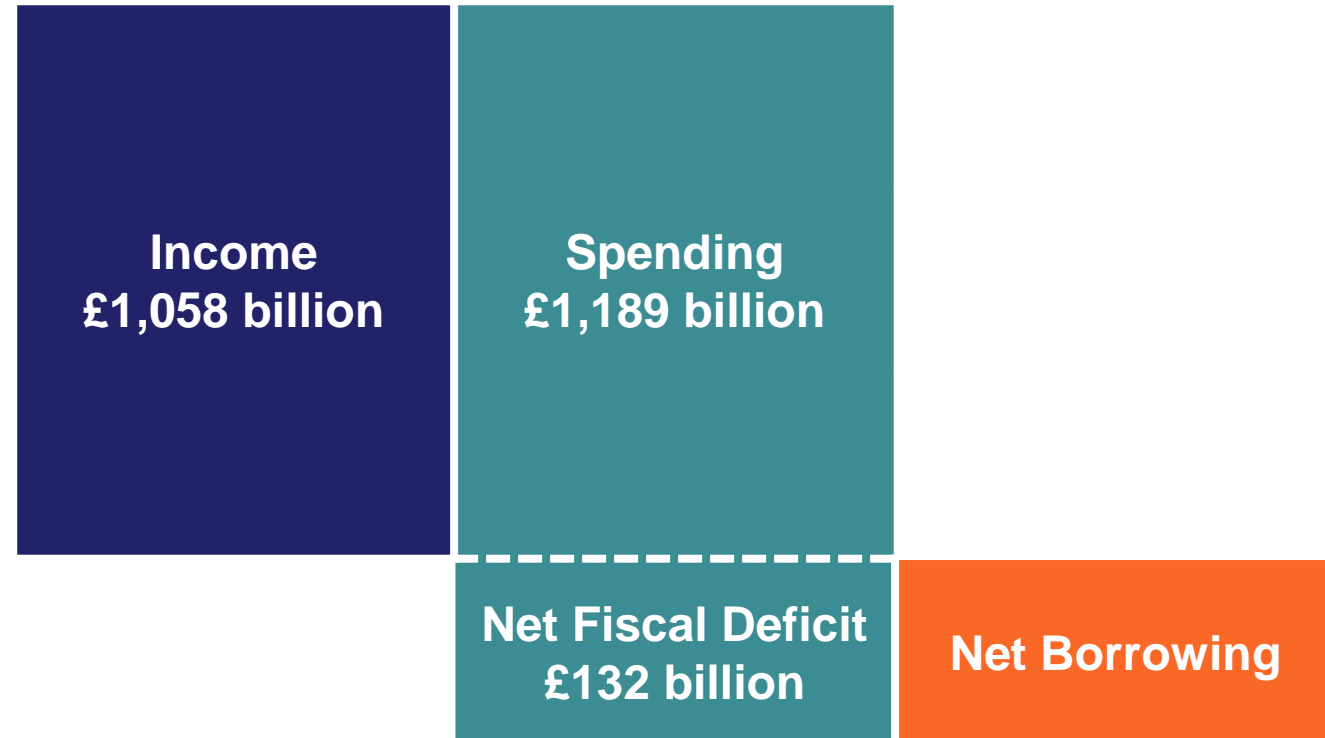 Income
£1,058 billion
Spending
£1,189 billion
Net Fiscal Deficit
£132 billion
Net Borrowing